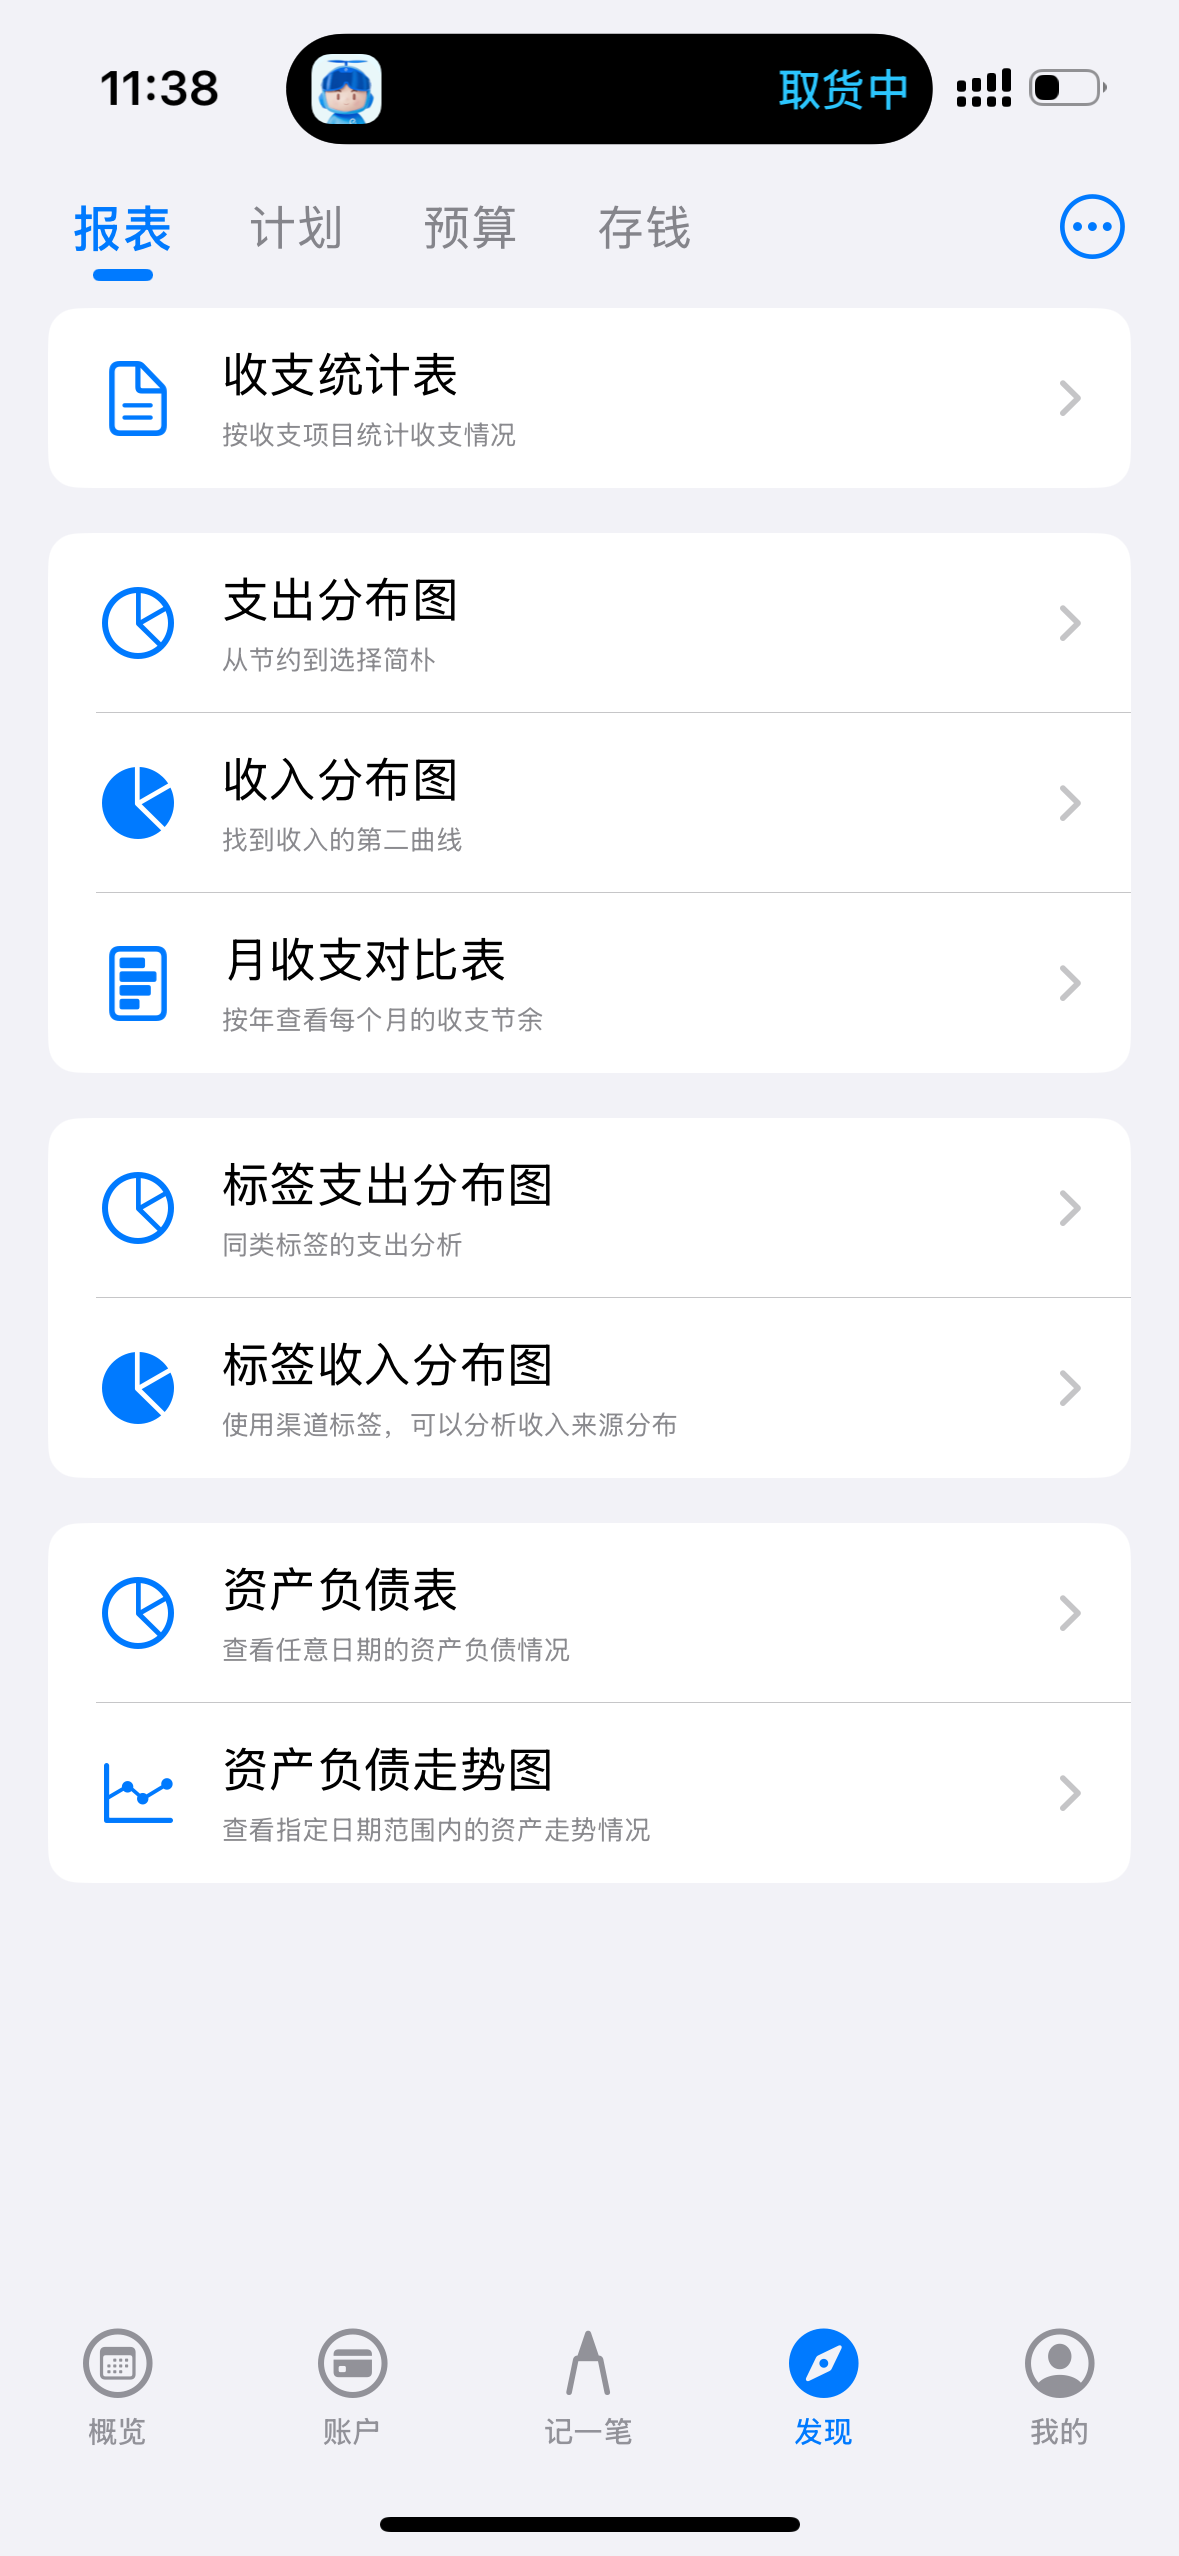 11:38
取货中
报表 计划 预算 存钱
收支统计表
按收支项目统计收支情况
支出分布图
从节约到选择简朴
收入分布图
找到收入的第二曲线
月收支对比表
按年查看每个月的收支节余
标签支出分布图
同类标签的支出分析
标签收入分布图
使用渠道标签，可以分析收入来源分布
资产负债表
查看任意日期的资产负债情况
资产负债走势图
查看指定日期范围内的资产走势情况
概览 账户 记一笔 发现 我的